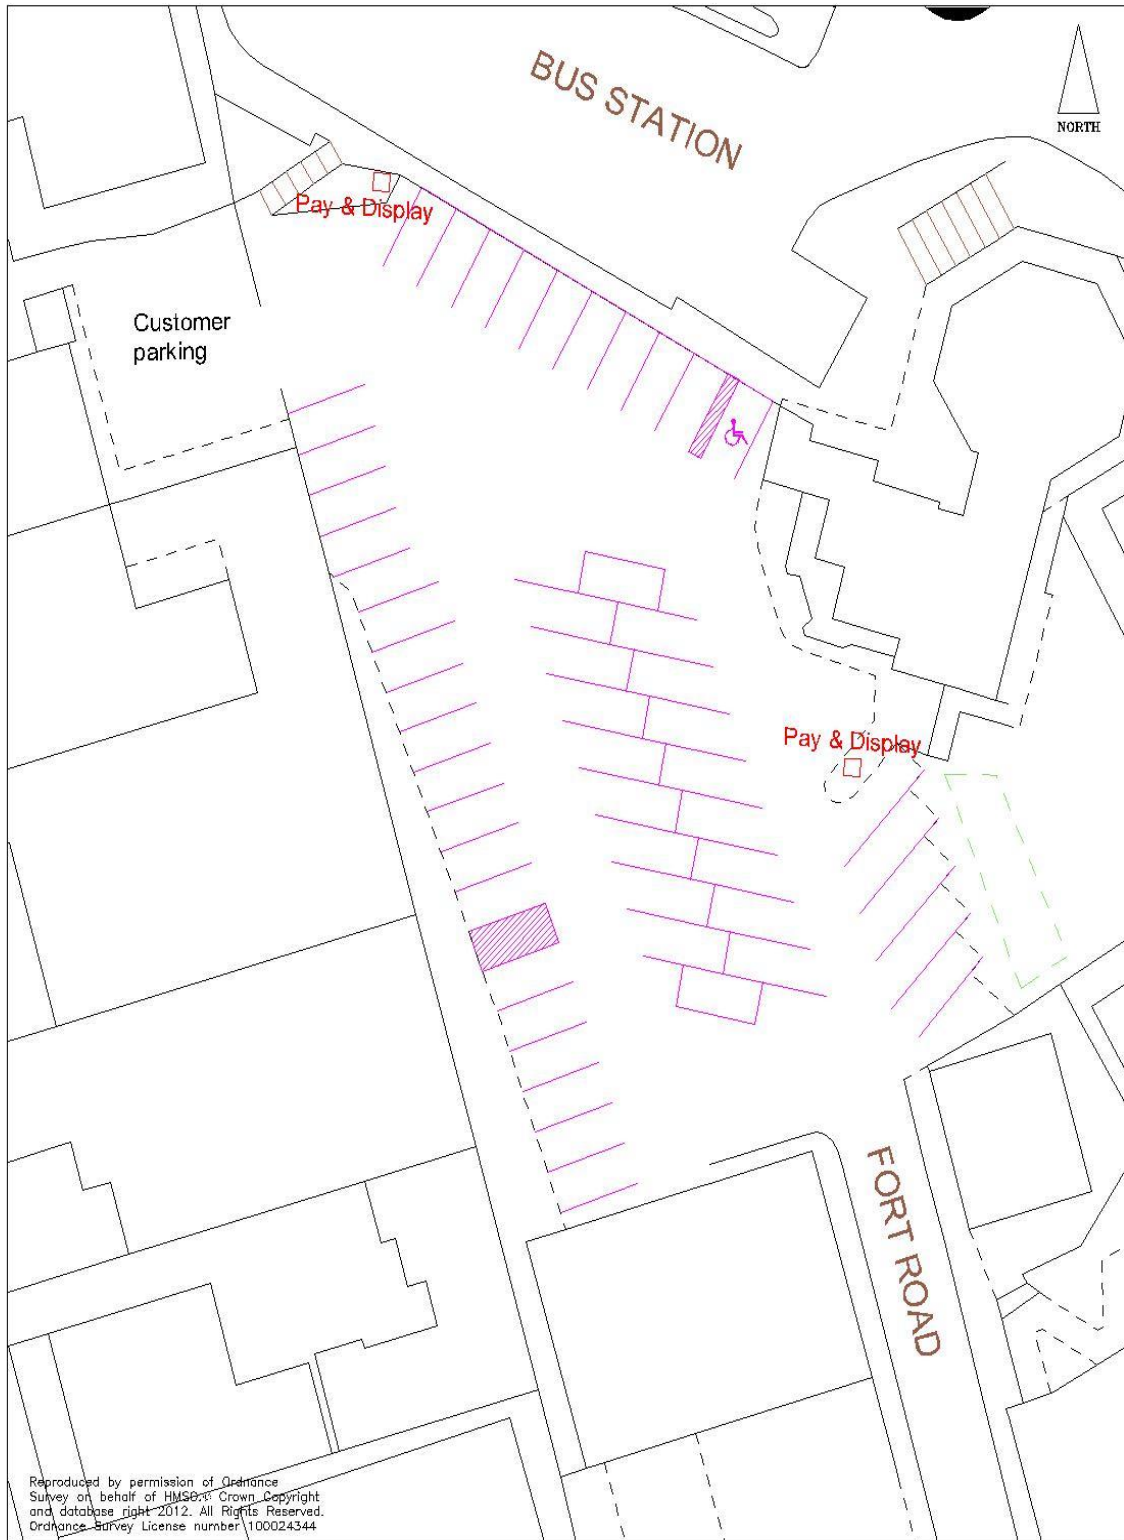 BUS STATION
NORTH
Pay & Display
Customer
parking
Pay & Display
FORT ROAD
Reproduced by permission of Ordnance
Survey on behalf of HMSO. © Crown Copyright
and database right 2012. All Rights Reserved.
Ordnance Survey License number 100024344